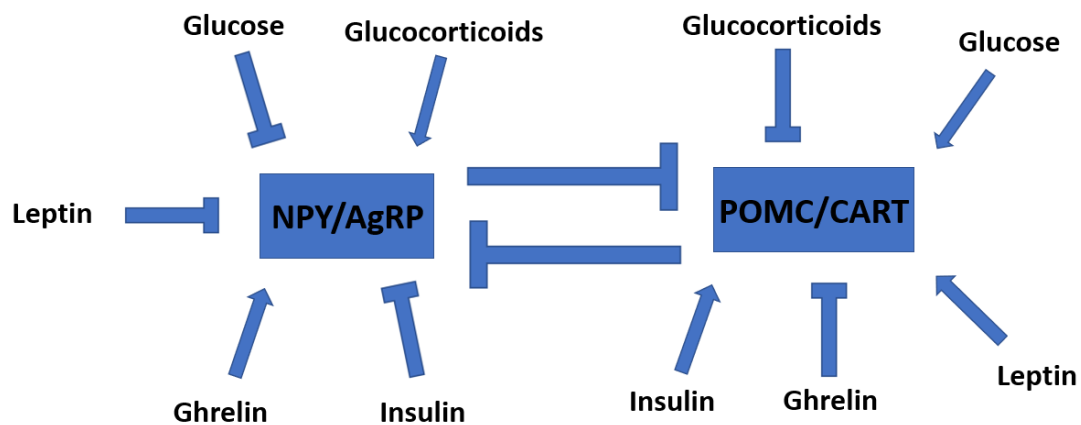 Glucose
Glucocorticoids
Glucocorticoids
Glucose
Leptin
NPY/AgRP
POMC/CART
Ghrelin
Insulin
Insulin
Ghrelin
Leptin